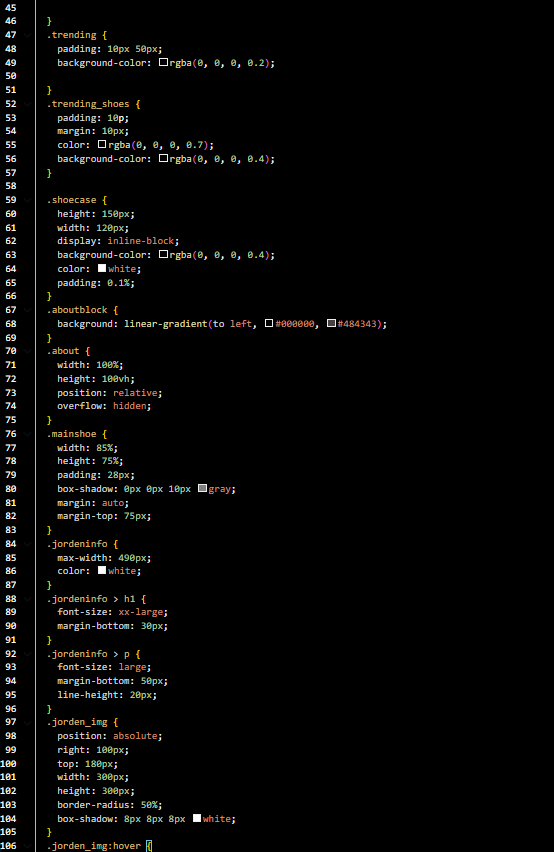 45
46 }
47 .trending {
48 padding: 10px 50px;
49 background-color: rgba(0, 0, 0, 0.2);
50
51 }
52 .trending_shoes {
53 padding: 10p;
54 margin: 10px;
55 color: rgba(0, 0, 0, 0.7);
56 background-color: rgba(0, 0, 0, 0.4);
57 }
58
59 .shoecase {
60 height: 150px;
61 width: 120px;
62 display: inline-block;
63 background-color: rgba(0, 0, 0, 0.4);
64 color: white;
65 padding: 0.1%;
66 }
67 .aboutblock {
68 background: linear-gradient(to left, #000000, #484343);
69 }
70 .about {
71 width: 100%;
72 height: 100vh;
73 position: relative;
74 overflow: hidden;
75 }
76 .mainshoe {
77 width: 85%;
78 height: 75%;
79 padding: 28px;
80 box-shadow: 0px 0px 10px gray;
81 margin: auto;
82 margin-top: 75px;
83 }
84 .jordeninfo {
85 max-width: 490px;
86 color: white;
87 }
88 .jordeninfo > h1 {
89 font-size: xx-large;
90 margin-bottom: 30px;
91 }
92 .jordeninfo > p {
93 font-size: large;
94 margin-bottom: 50px;
95 line-height: 20px;
96 }
97 .jorden_img {
98 position: absolute;
99 right: 100px;
100 top: 180px;
101 width: 300px;
102 height: 300px;
103 border-radius: 50%;
104 box-shadow: 8px 8px 8px white;
105 }
106 .jorden_img:hover {